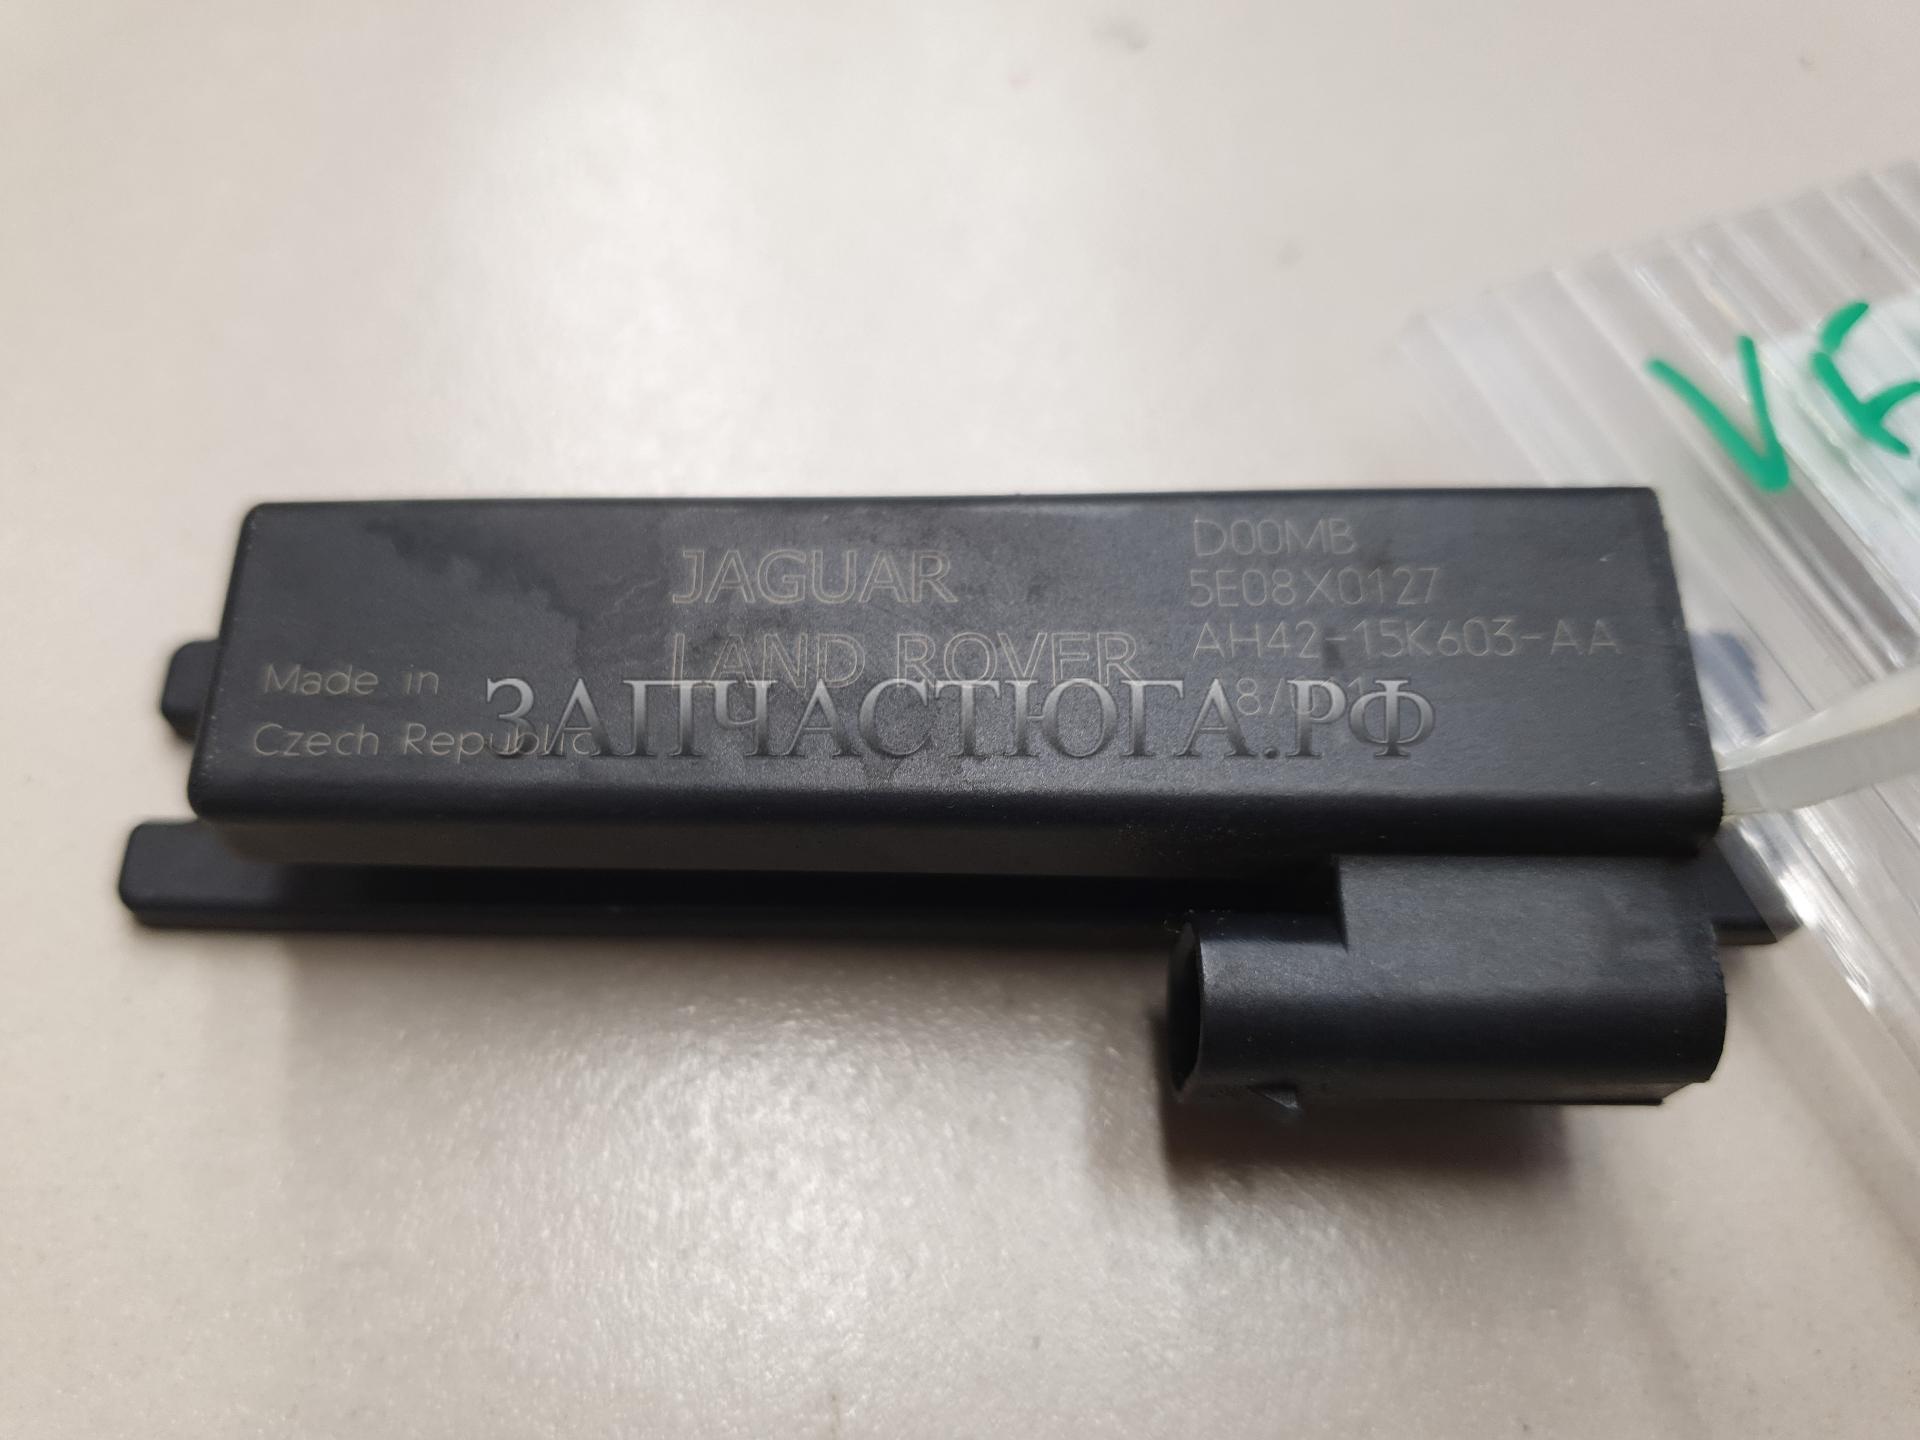 JAGUAR
LAND ROVER
Made in
Czech Republic
D00MB
5E08X0127
AH42-15K603-AA
ЗАПЧАСТЮГА.РФ